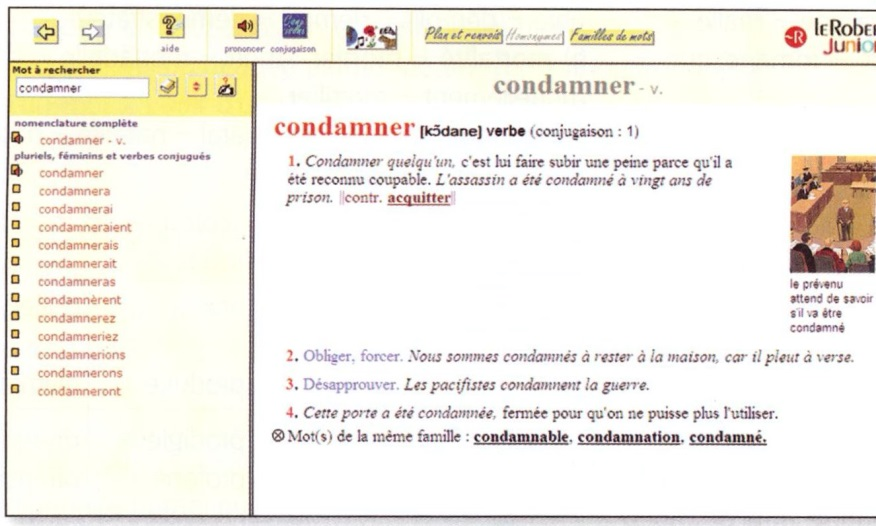 aide
prononcer conjugaison
Plan et renvois Homonymes Familles de mots
le Robert
Junior
Mot à rechercher
condamner
nomenclature complète
condamner - v.
pluriels, féminins et verbes conjugués
condamner
condamnera
condamnerai
condamneraient
condamnerais
condamnerait
condamneras
condamnèrent
condamnerez
condamneriez
condamnerions
condamnerons
condamneront
condamner - v.
condamner [kɔ̃dane] verbe (conjugaison : 1)
1. Condamner quelqu'un, c'est lui faire subir une peine parce qu'il a
été reconnu coupable. L'assassin a été condamné à vingt ans de
prison. ||contr. acquitter||
le prévenu
attend de savoir
s'il va être
condamné
2. Obliger, forcer. Nous sommes condamnés à rester à la maison, car il pleut à verse.
3. Désapprouver. Les pacifistes condamnent la guerre.
4. Cette porte a été condamnée, fermée pour qu'on ne puisse plus l'utiliser.
⊗ Mot(s) de la même famille : condamnable, condamnation, condamné.